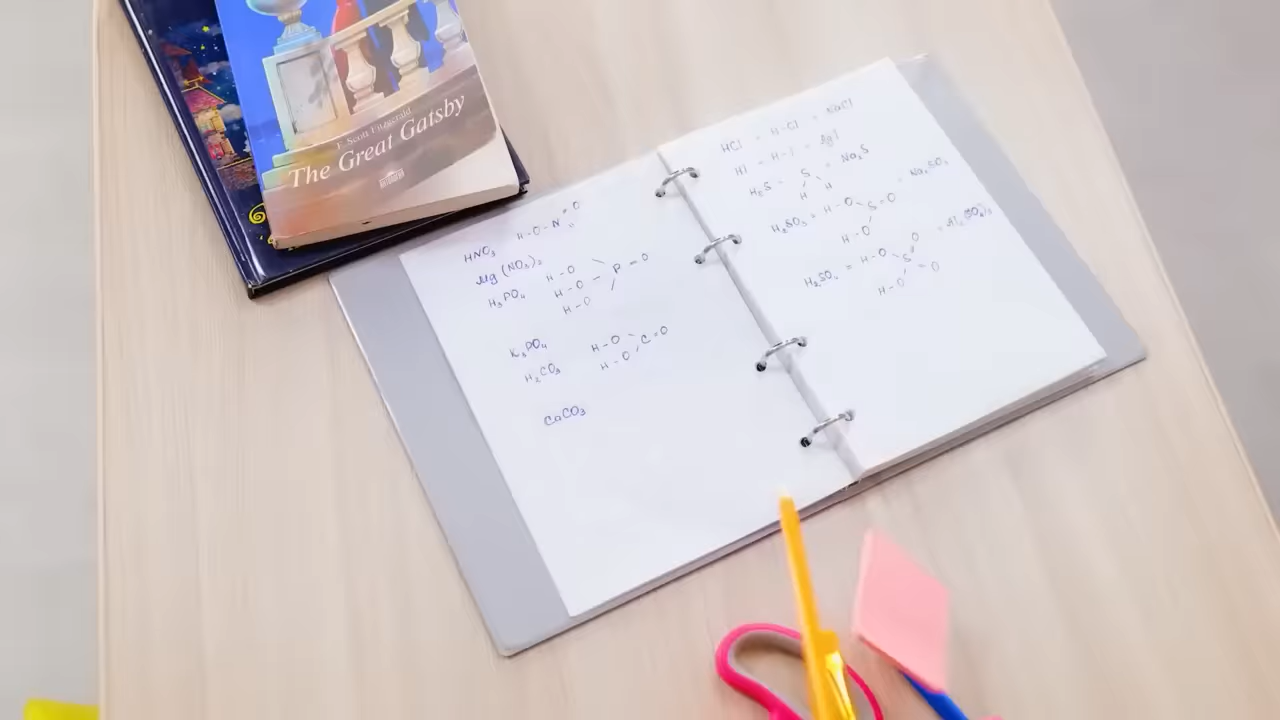 F. Scott Fitzgerald
The Great Gatsby
HNO₃ H-O-N=O
Mg(NO₃)₂
H₃PO₄ H-O H-O-P=O H-O
K₃PO₄
H₂CO₃ H-O H-O C=O
CaCO₃
HCl = H-Cl = NaCl
HI = H-I = AgI
H₂S - S H H = Na₂S
H₂SO₃ = H-O S=O H-O = Na₂SO₃
H₂SO₄ = H-O S O =O H-O = Al₂(SO₄)₃